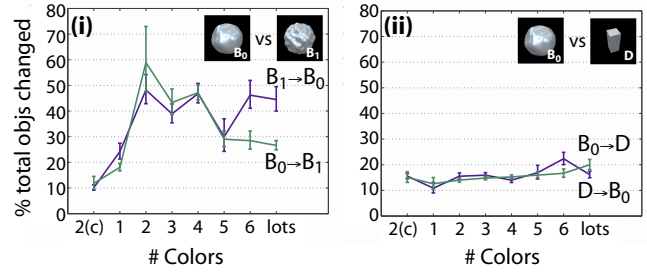 (i)
B0 vs B1
80
70
60
50
40
30
20
10
0
% total objs changed
B1→B0
B0→B1
2(c) 1 2 3 4 5 6 lots
# Colors
(ii)
B0 vs D
80
70
60
50
40
30
20
10
0
B0→D
D→B0
2(c) 1 2 3 4 5 6 lots
# Colors